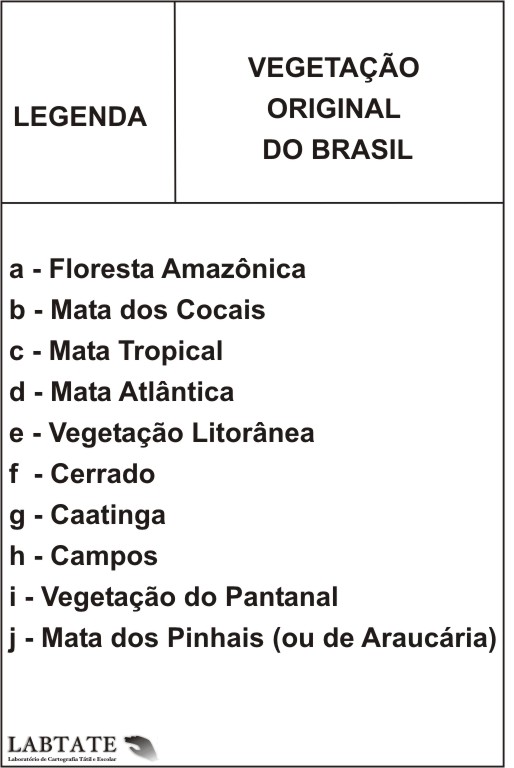 LEGENDA
VEGETAÇÃO
ORIGINAL
DO BRASIL
a - Floresta Amazônica
b - Mata dos Cocais
c - Mata Tropical
d - Mata Atlântica
e - Vegetação Litorânea
f - Cerrado
g - Caatinga
h - Campos
i - Vegetação do Pantanal
j - Mata dos Pinhais (ou de Araucária)
LABTATE
Laboratório de Cartografia Tátil e Escolar